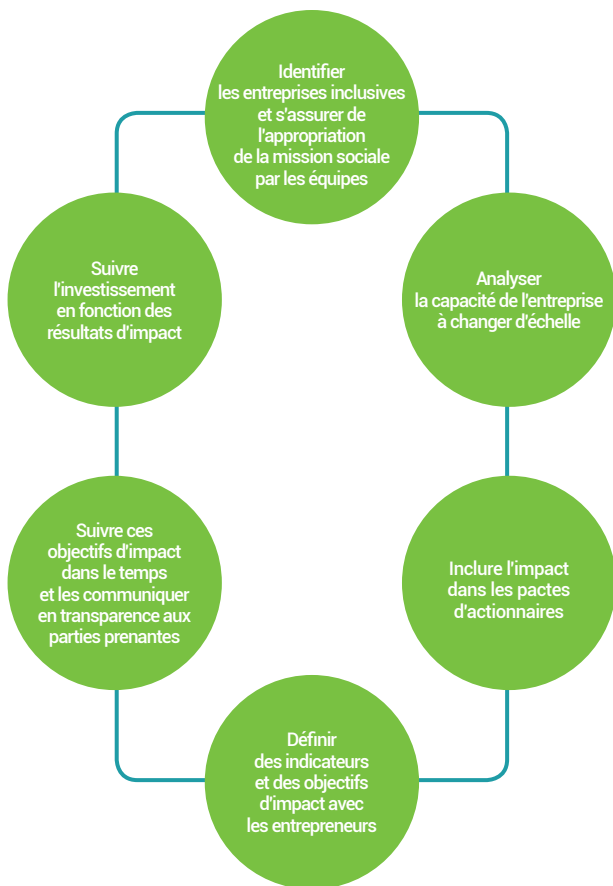 Identifier
les entreprises inclusives
et s'assurer de
l'appropriation
de la mission sociale
par les équipes
Analyser
la capacité de l'entreprise
à changer d'échelle
Inclure l'impact
dans les pactes
d'actionnaires
Définir
des indicateurs
et des objectifs
d'impact avec
les entrepreneurs
Suivre ces
objectifs d'impact
dans le temps
et les communiquer
en transparence aux
parties prenantes
Suivre
l'investissement
en fonction des
résultats d'impact